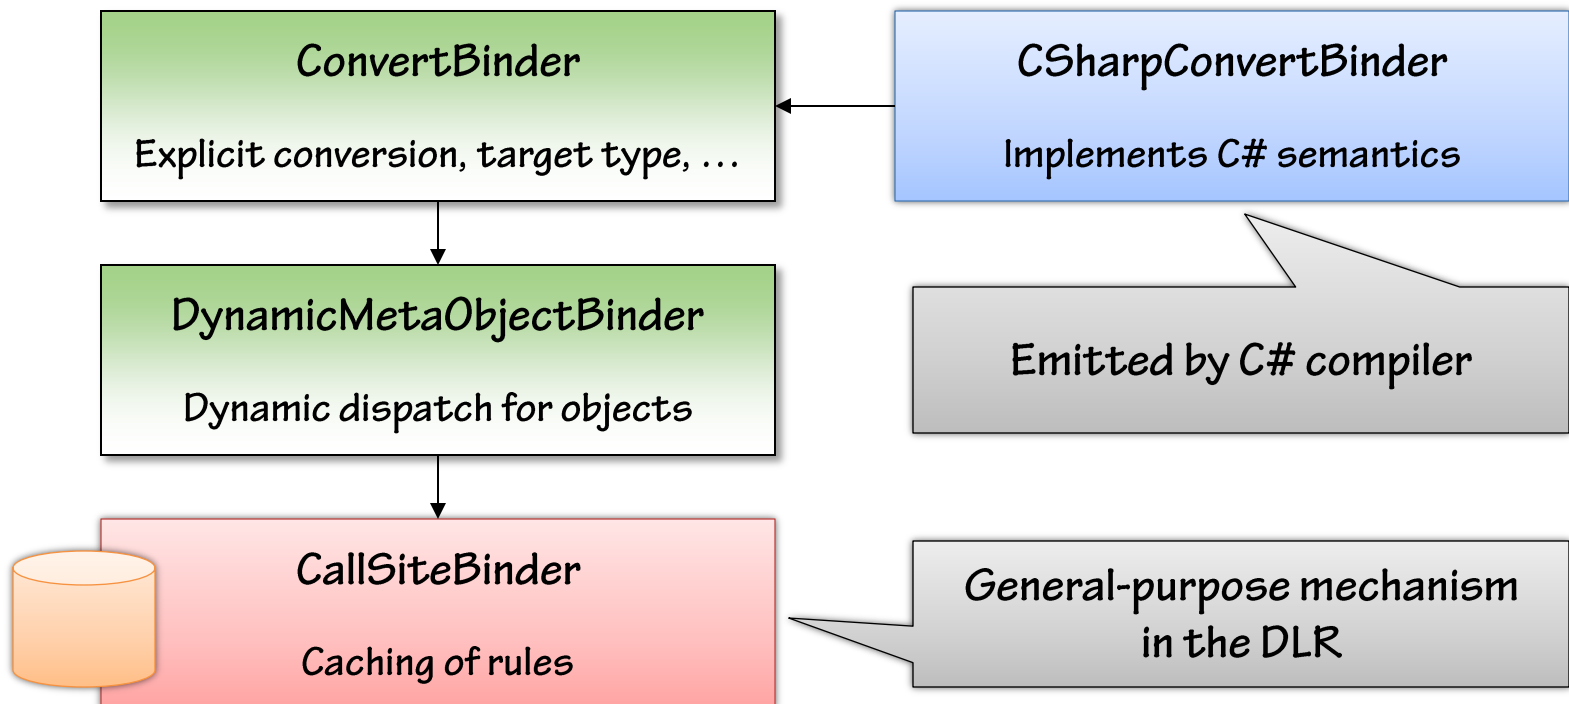 ConvertBinder
Explicit conversion, target type, ...
CSharpConvertBinder
Implements C# semantics
DynamicMetaObjectBinder
Dynamic dispatch for objects
Emitted by C# compiler
CallSiteBinder
Caching of rules
General-purpose mechanism
in the DLR